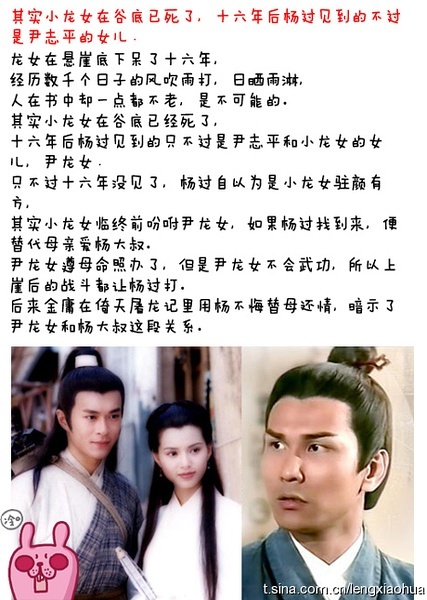 其实小龙女在谷底已死了，十六年后杨过见到的不过
是尹志平的女儿．
龙女在悬崖底下呆了十六年，
经历数千个日子的风吹雨打，日晒雨淋，
人在书中却一点都不老，是不可能的。
其实小龙女在谷底已经死了，
十六年后杨过见到的只不过是尹志平和小龙女的女
儿，尹龙女．
只不过十六年没见了，杨过自以为是小龙女驻颜有
方，
其实小龙女临终前吩咐尹龙女，如果杨过找到来，便
替代母亲爱杨大叔。
尹龙女遵母命照办了，但是尹龙女不会武功，所以上
崖后的战斗都让杨过打。
后来金庸在倚天屠龙记里用杨不悔替母还情，暗示了
尹龙女和杨大叔这段关系。
冷
t.sina.com.cn/lengxiaohua